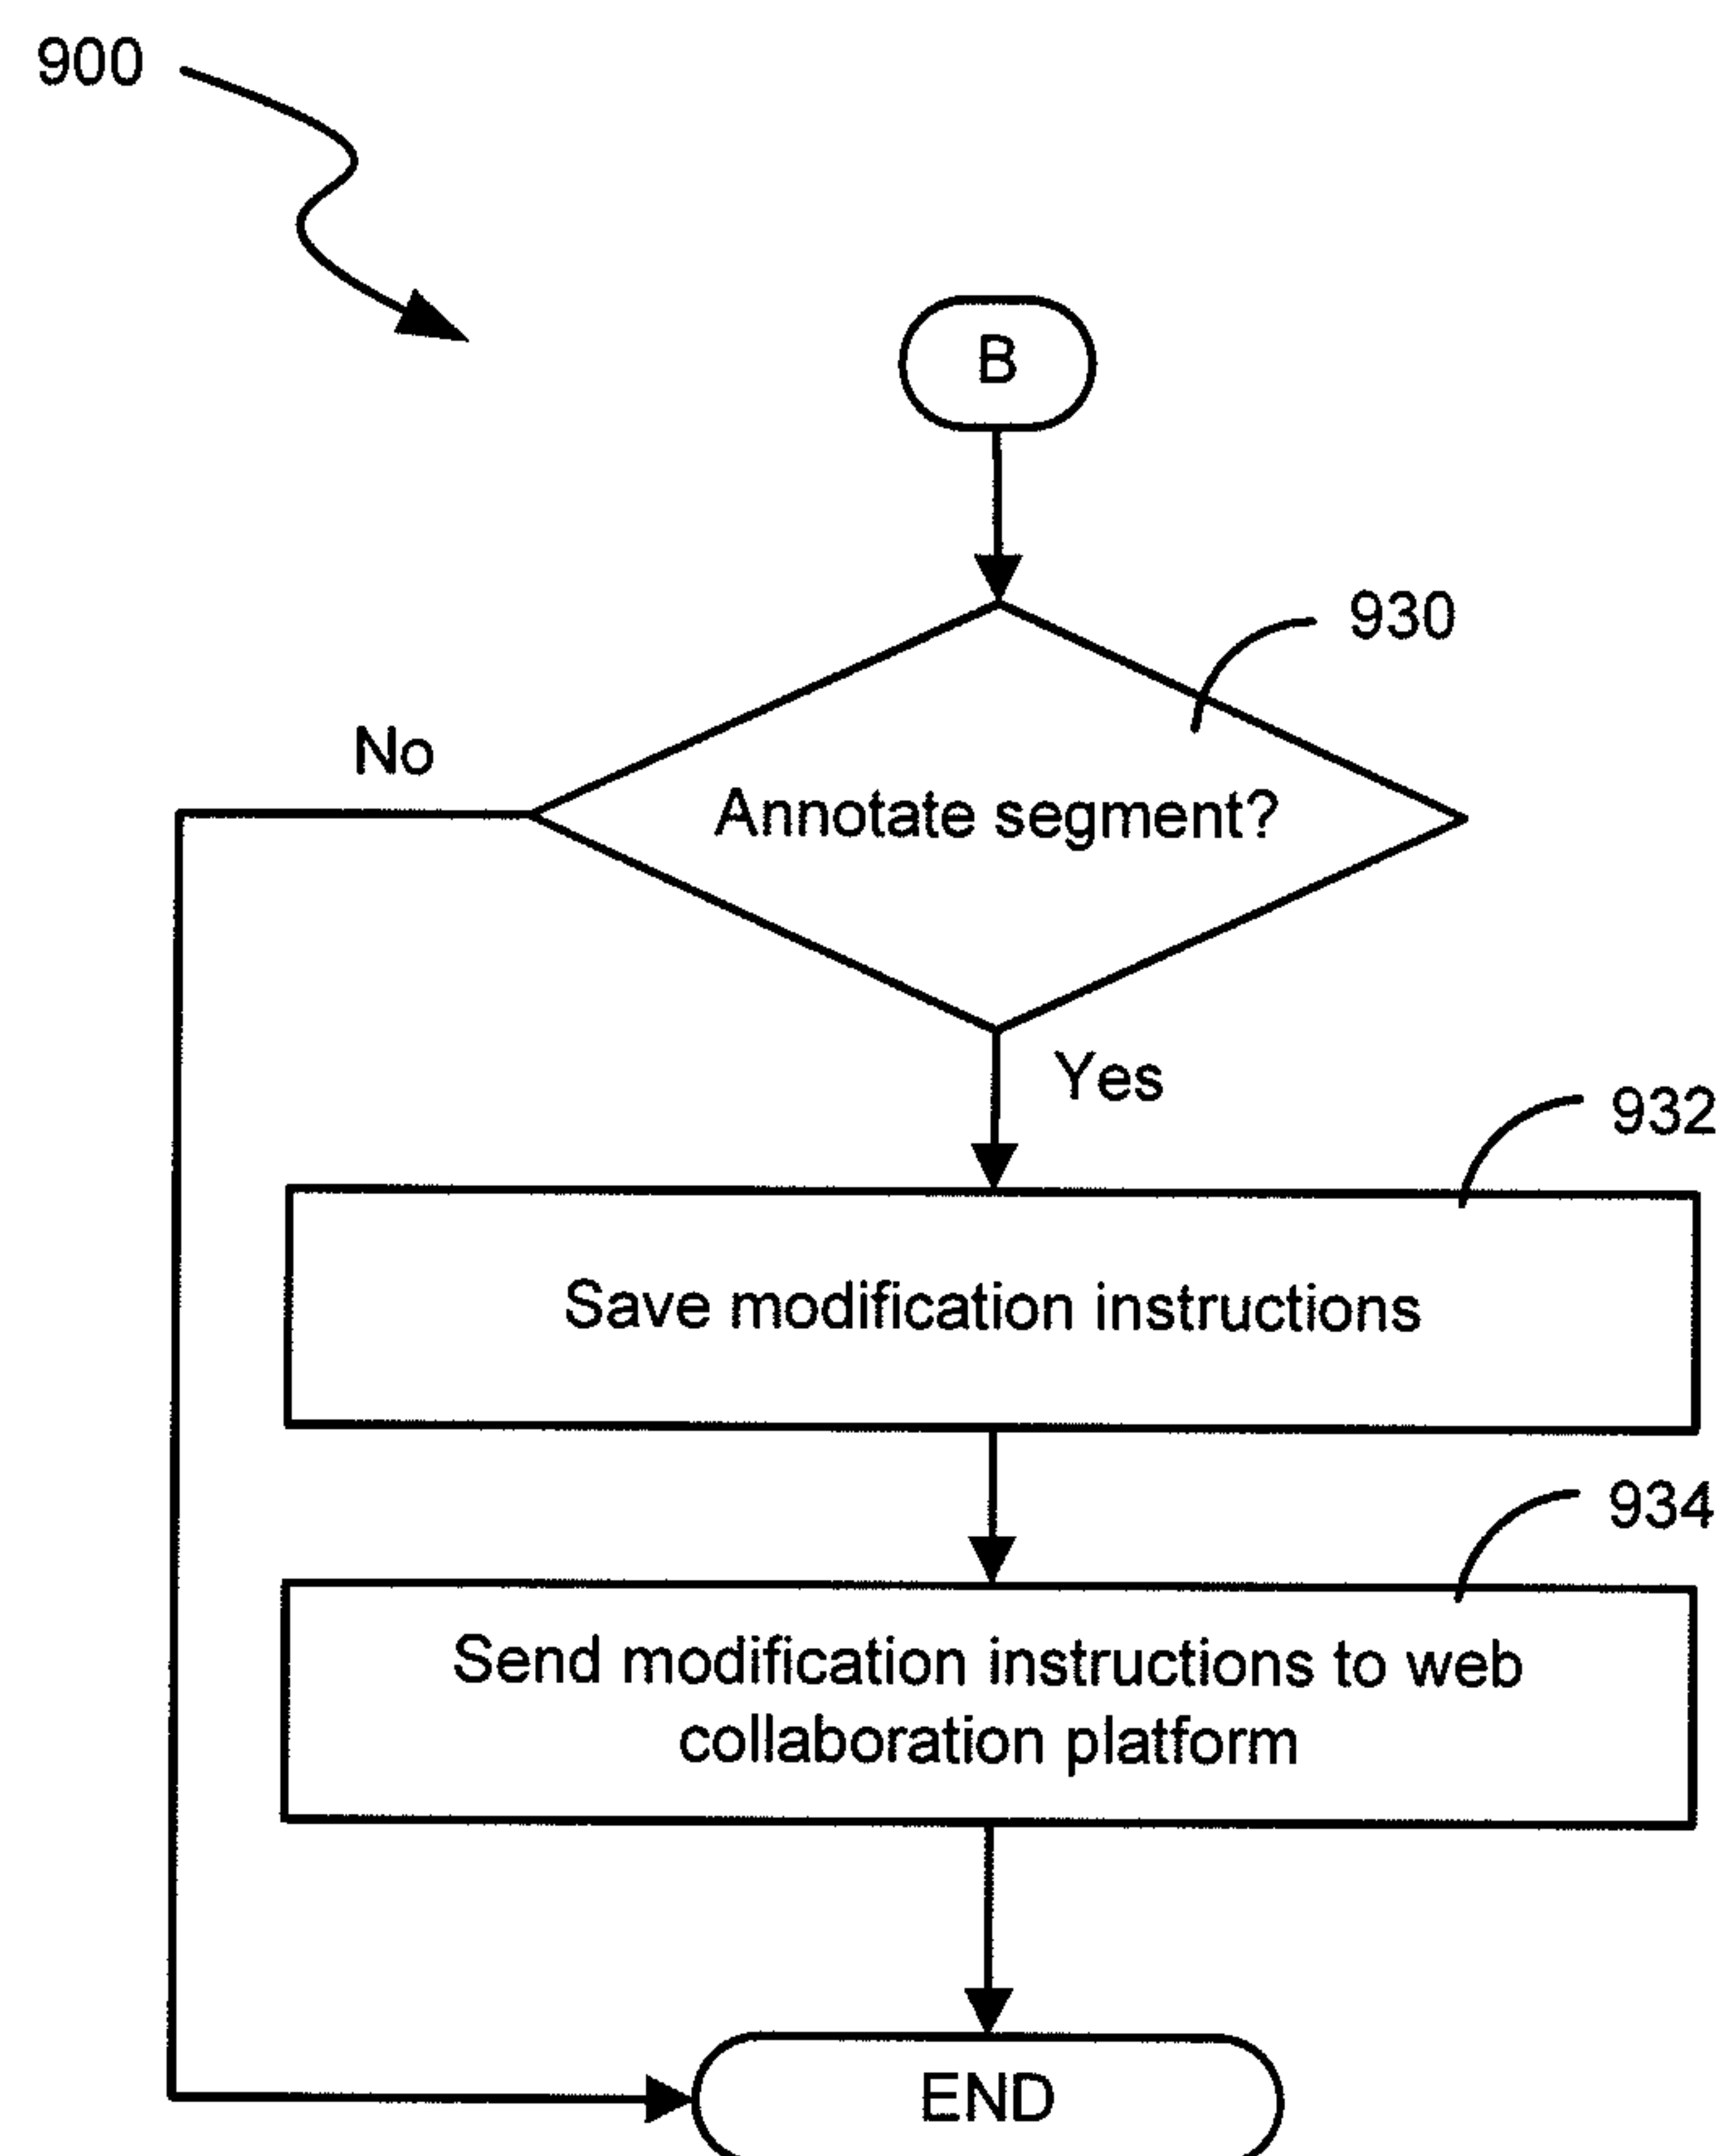 900
B
930
No
Annotate segment?
Yes
932
Save modification instructions
934
Send modification instructions to web
collaboration platform
END